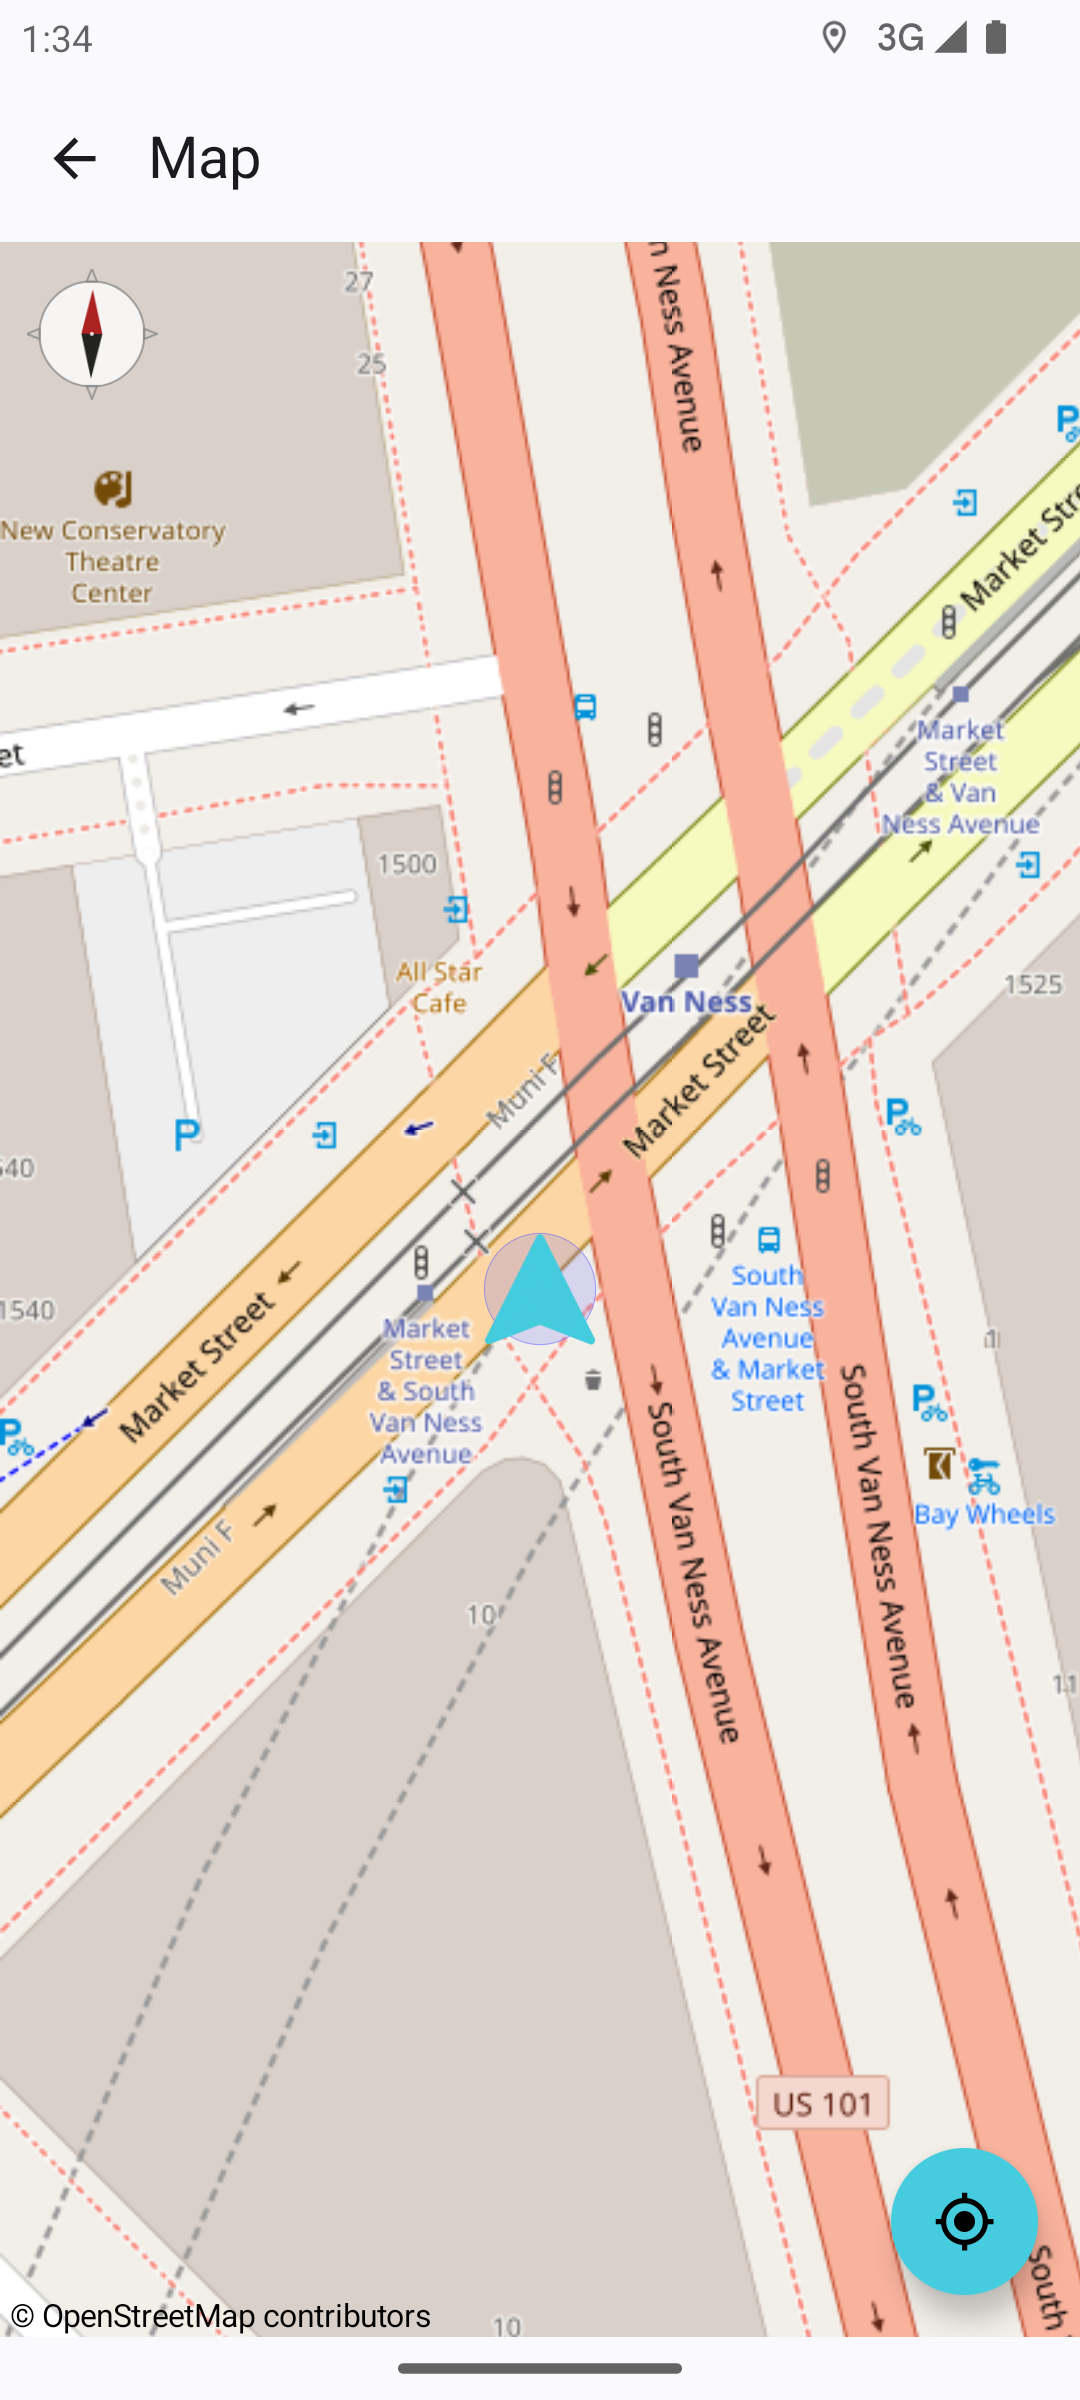 1:34
3G
Map
27
25
n Ness Avenue
New Conservatory
Theatre
Center
Market Stre
et
Market
Street
& Van
Ness Avenue
1500
All Star
Cafe
1525
Van Ness
Muni F
Market Street
P
540
1540
South
Van Ness
Avenue
& Market
Street
Market
Street
& South
Van Ness
Avenue
Market Street
South Van Ness Avenue
South Van Ness Avenue
Bay Wheels
Muni F
10
11
US 101
South
10
© OpenStreetMap contributors